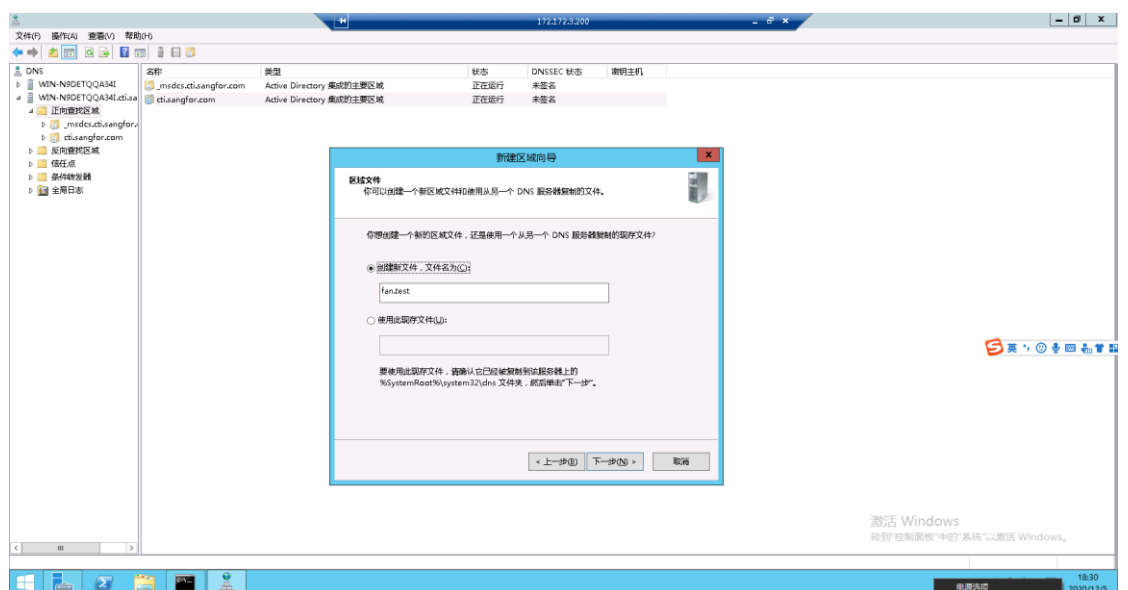 172.172.3.200
文件(F) 操作(A) 查看(V) 帮助(H)
DNS
WIN-N9DETQQA34I
WIN-N9DETQQA34I.cti.sa
正向查找区域
_msdcs.cti.sangfor.
cti.sangfor.com
反向查找区域
信任点
条件转发器
全局日志
名称 类型 状态 DNSSEC 状态 密钥主机
_msdcs.cti.sangfor.com Active Directory 集成的主要区域 正在运行 未签名
cti.sangfor.com Active Directory 集成的主要区域 正在运行 未签名
新建区域向导
区域文件
你可以创建一个新区域文件和使用从另一个 DNS 服务器复制的文件。
你想创建一个新的区域文件，还是使用一个从另一个 DNS 服务器复制的现存文件?
创建新文件，文件名为(C):
fan.test
使用此现存文件(U):
要使用此现存文件，请确认它已经被复制到该服务器上的
%SystemRoot%\system32\dns 文件夹，然后单击"下一步"。
< 上一步(B) 下一步(N) > 取消
英
激活 Windows
转到"控制面板"中的"系统"以激活 Windows。
电源选项
18:30
2020/12/5